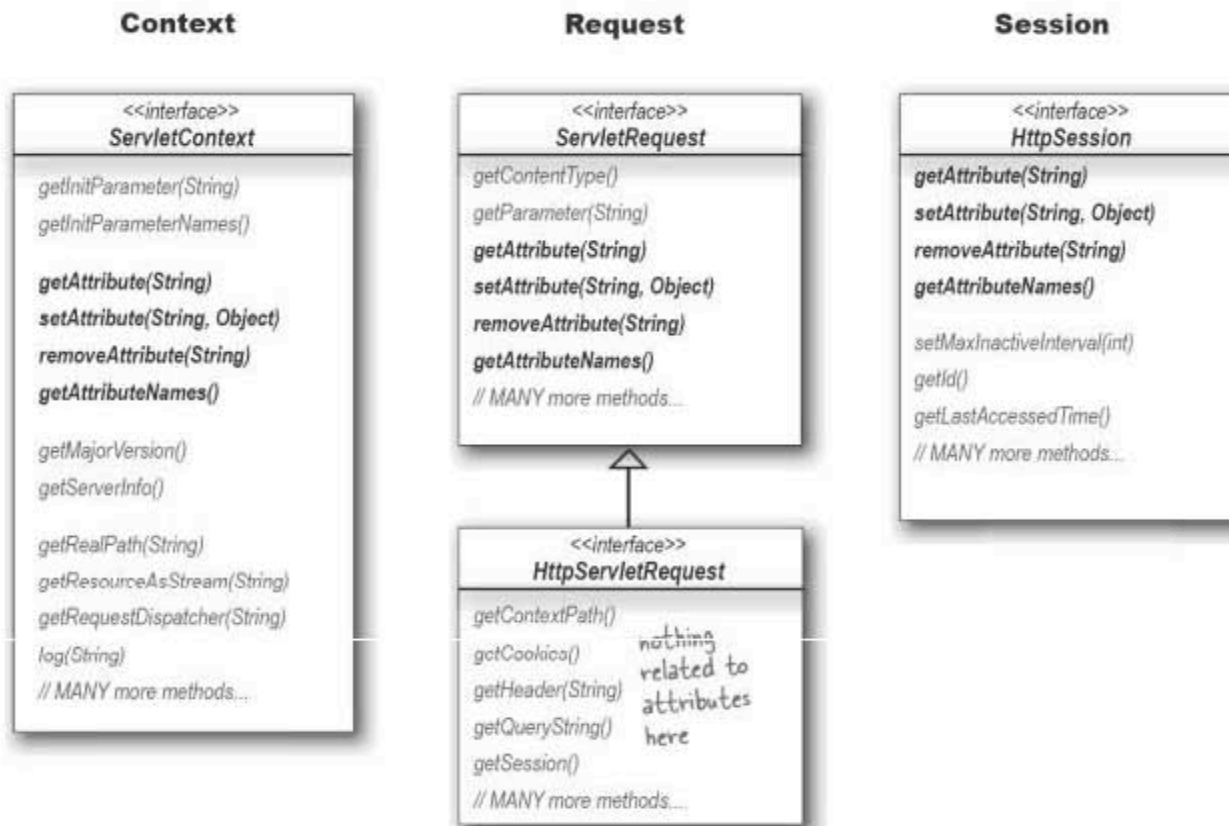 Context
<<interface>>
ServletContext
getInitParameter(String)
getInitParameterNames()
getAttribute(String)
setAttribute(String, Object)
removeAttribute(String)
getAttributeNames()
getMajorVersion()
getServerInfo()
getRealPath(String)
getResourceAsStream(String)
getRequestDispatcher(String)
log(String)
// MANY more methods...
Request
<<interface>>
ServletRequest
getContentType()
getParameter(String)
getAttribute(String)
setAttribute(String, Object)
removeAttribute(String)
getAttributeNames()
// MANY more methods...
<<interface>>
HttpServletRequest
getContextPath()
getCookies()
getHeader(String)
getQueryString()
getSession()
// MANY more methods....
nothing
related to
attributes
here
Session
<<interface>>
HttpSession
getAttribute(String)
setAttribute(String, Object)
removeAttribute(String)
getAttributeNames()
setMaxInactiveInterval(int)
getId()
getLastAccessedTime()
// MANY more methods...